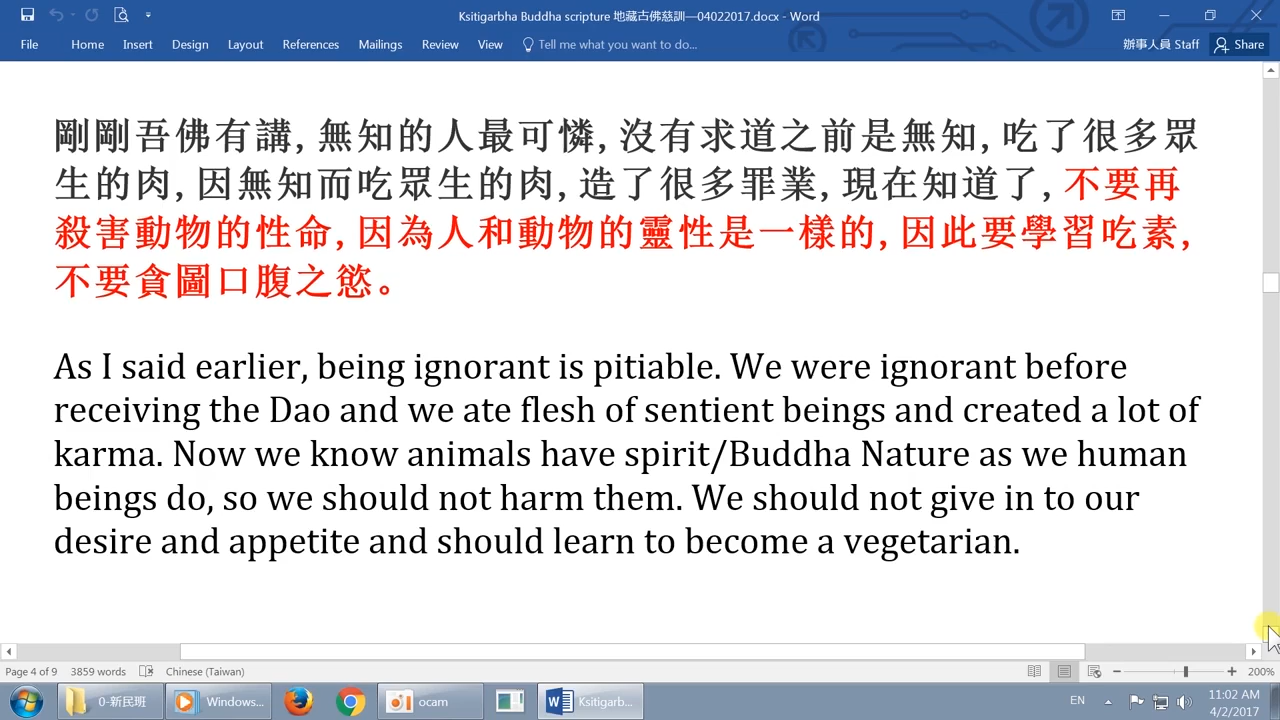 Ksitigarbha Buddha scripture 地藏古佛慈訓—04022017.docx - Word
File Home Insert Design Layout References Mailings Review View Tell me what you want to do... 辦事人員 Staff Share
剛剛吾佛有講, 無知的人最可憐, 沒有求道之前是無知, 吃了很多眾
生的肉, 因無知而吃眾生的肉, 造了很多罪業, 現在知道了, 不要再
殺害動物的性命, 因為人和動物的靈性是一樣的, 因此要學習吃素,
不要貪圖口腹之慾。
As I said earlier, being ignorant is pitiable. We were ignorant before
receiving the Dao and we ate flesh of sentient beings and created a lot of
karma. Now we know animals have spirit/Buddha Nature as we human
beings do, so we should not harm them. We should not give in to our
desire and appetite and should learn to become a vegetarian.
Page 4 of 9 3859 words Chinese (Taiwan) 200%
0-新民班 Windows... ocam Ksitigarb... EN 11:02 AM
4/2/2017